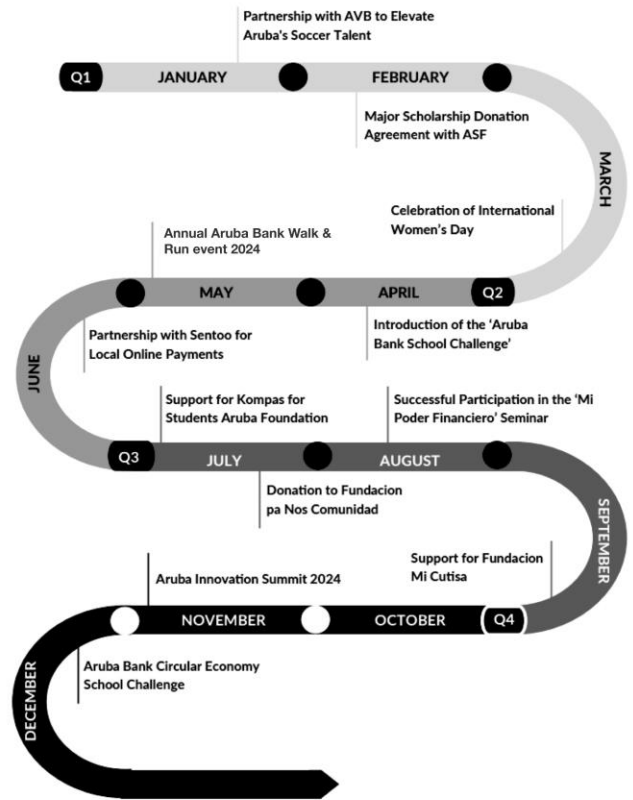 Partnership with AVB to Elevate
Aruba's Soccer Talent
Q1
JANUARY
FEBRUARY
Major Scholarship Donation
Agreement with ASF
MARCH
Celebration of International
Women's Day
Annual Aruba Bank Walk &
Run event 2024
MAY
APRIL
Q2
Introduction of the ‘Aruba
Bank School Challenge’
Partnership with Sentoo for
Local Online Payments
JUNE
Support for Kompas for
Students Aruba Foundation
Successful Participation in the ‘Mi
Poder Financiero’ Seminar
Q3
JULY
AUGUST
Donation to Fundacion
pa Nos Comunidad
SEPTEMBER
Support for Fundacion
Mi Cutisa
Aruba Innovation Summit 2024
NOVEMBER
OCTOBER
Q4
Aruba Bank Circular Economy
School Challenge
DECEMBER